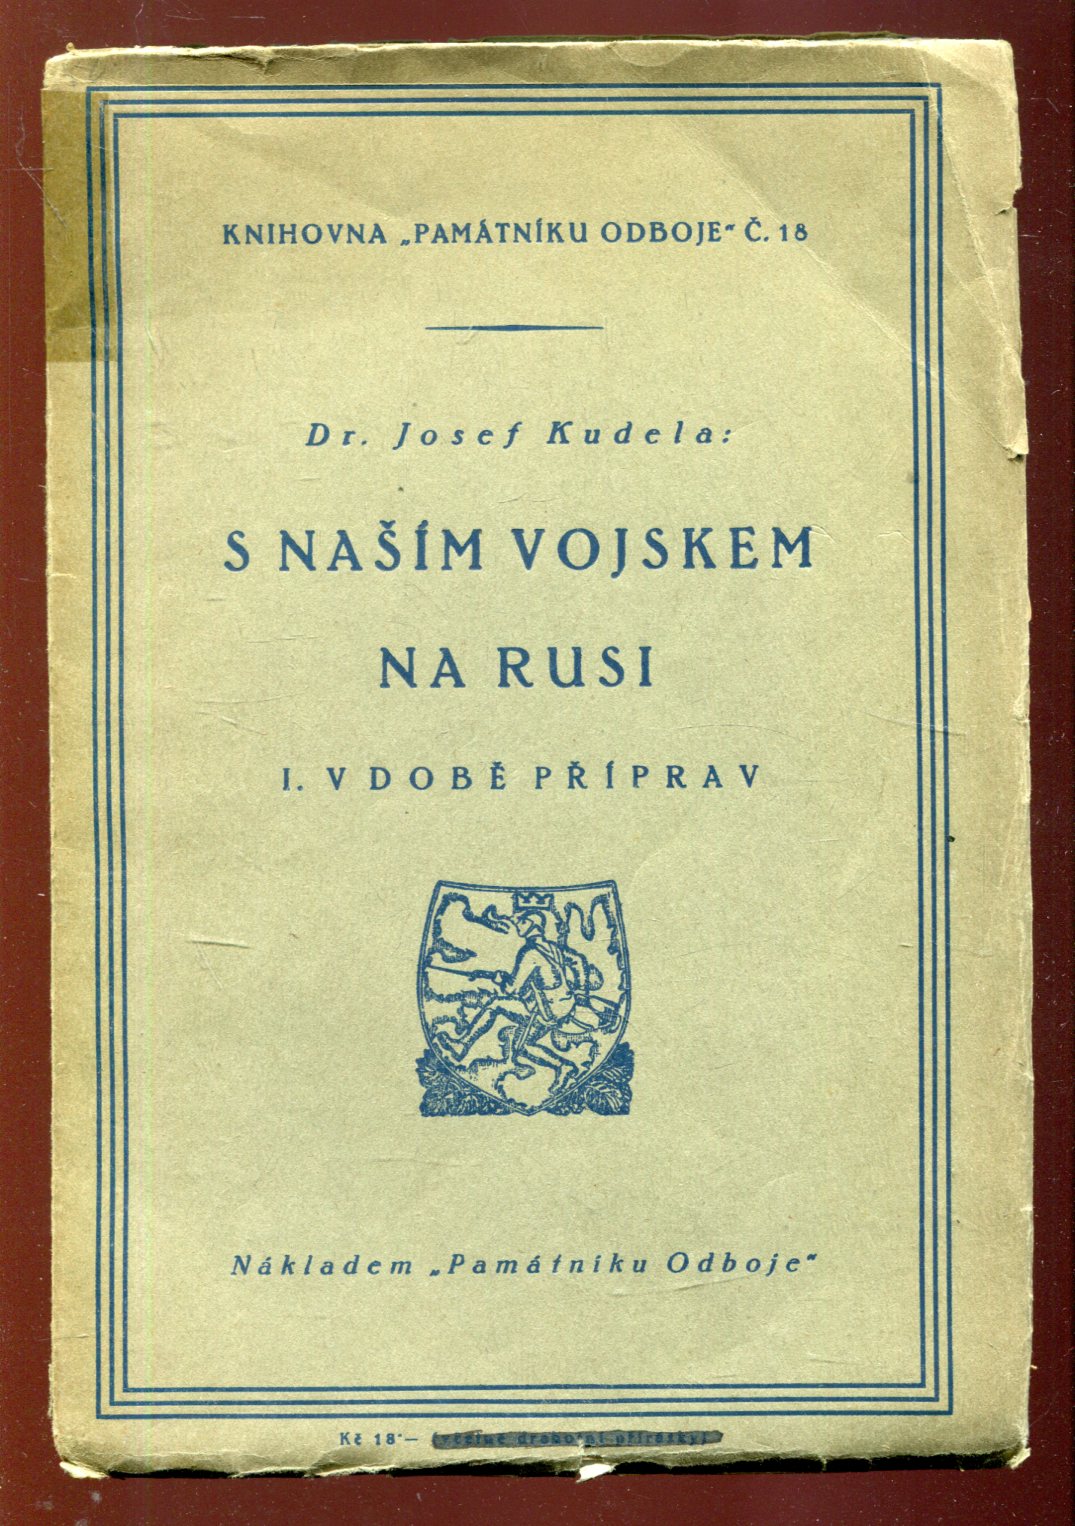 KNIHOVNA „PAMÁTNÍKU ODBOJE“ Č. 18
Dr. Josef Kudela:
S NAŠÍM VOJSKEM
NA RUSI
I. V DOBĚ PŘÍPRAV
Nákladem „Památníku Odboje“
Kč 18·—